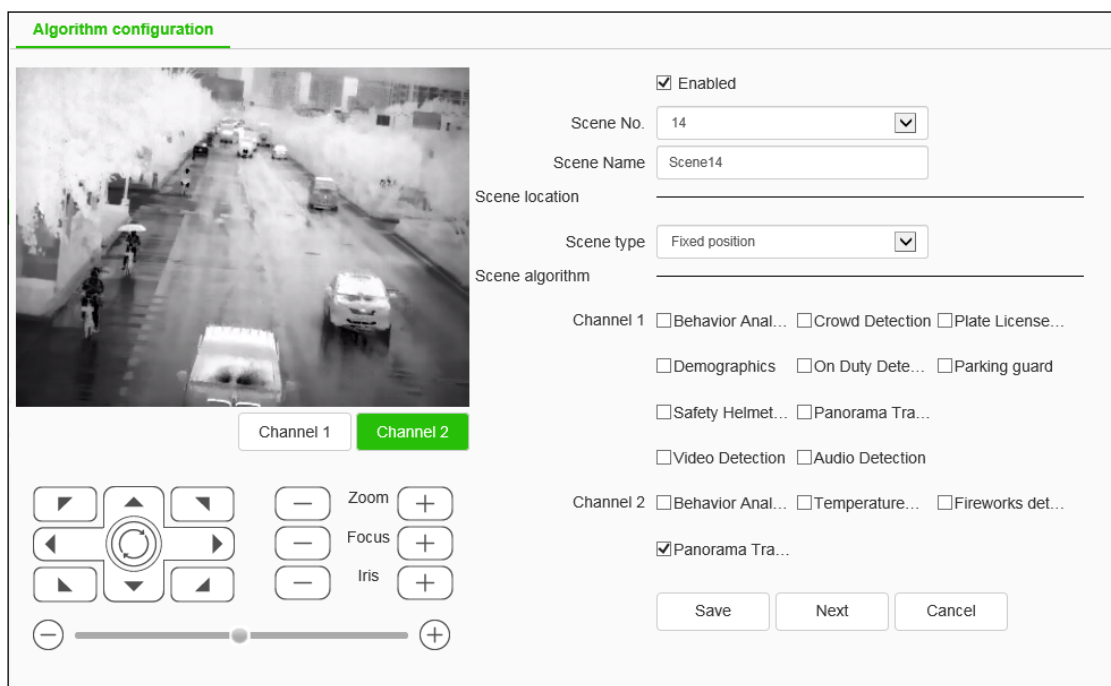 Algorithm configuration
Enabled
Scene No. 14
Scene Name Scene14
Scene location
Scene type Fixed position
Scene algorithm
Channel 1 Behavior Anal... Crowd Detection Plate License...
Demographics On Duty Dete... Parking guard
Safety Helmet... Panorama Tra...
Video Detection Audio Detection
Channel 2 Behavior Anal... Temperature... Fireworks det...
Panorama Tra...
Save Next Cancel
Channel 1 Channel 2
Zoom
Focus
Iris